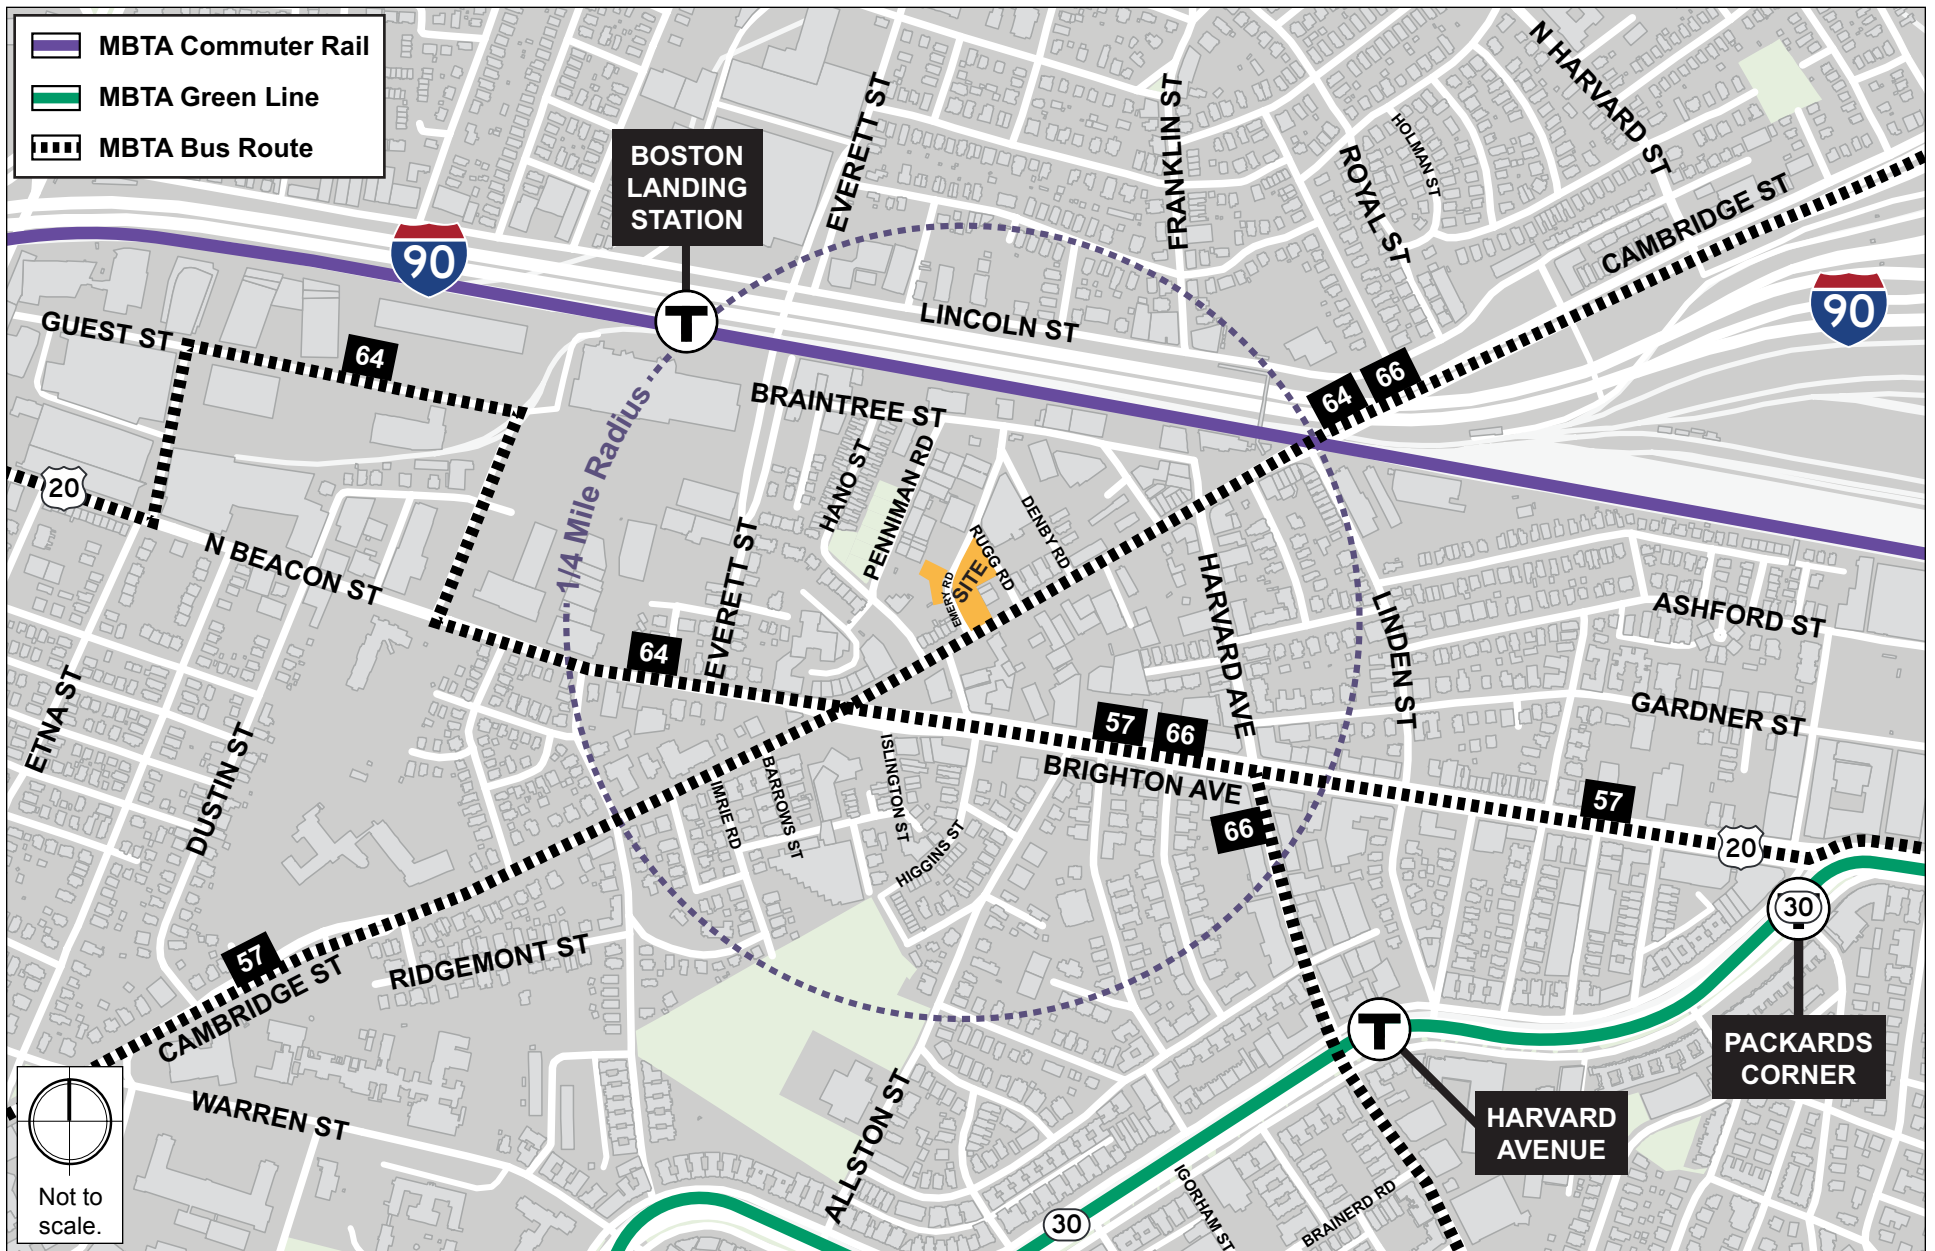 MBTA Commuter Rail
MBTA Green Line
MBTA Bus Route
BOSTON
LANDING
STATION
EVERETT ST
FRANKLIN ST
N HARVARD ST
HOLMAN ST
ROYAL ST
CAMBRIDGE ST
90
90
T
LINCOLN ST
GUEST ST
64
64
66
BRAINTREE ST
1/4 Mile Radius
HANO ST
PENNIMAN RD
DENBY RD
RUGG RD
SITE
EMERY RD
20
N BEACON ST
EVERETT ST
HARVARD AVE
LINDEN ST
ASHFORD ST
GARDNER ST
64
57
66
BRIGHTON AVE
66
57
20
ETNA ST
DUSTIN ST
IMRIE RD
BARROWS ST
ISLINGTON ST
HIGGINS ST
30
57
CAMBRIDGE ST
RIDGEMONT ST
T
PACKARDS
CORNER
HARVARD
AVENUE
WARREN ST
ALLSTON ST
30
IGORHAM ST
BRAINERD RD
Not to
scale.